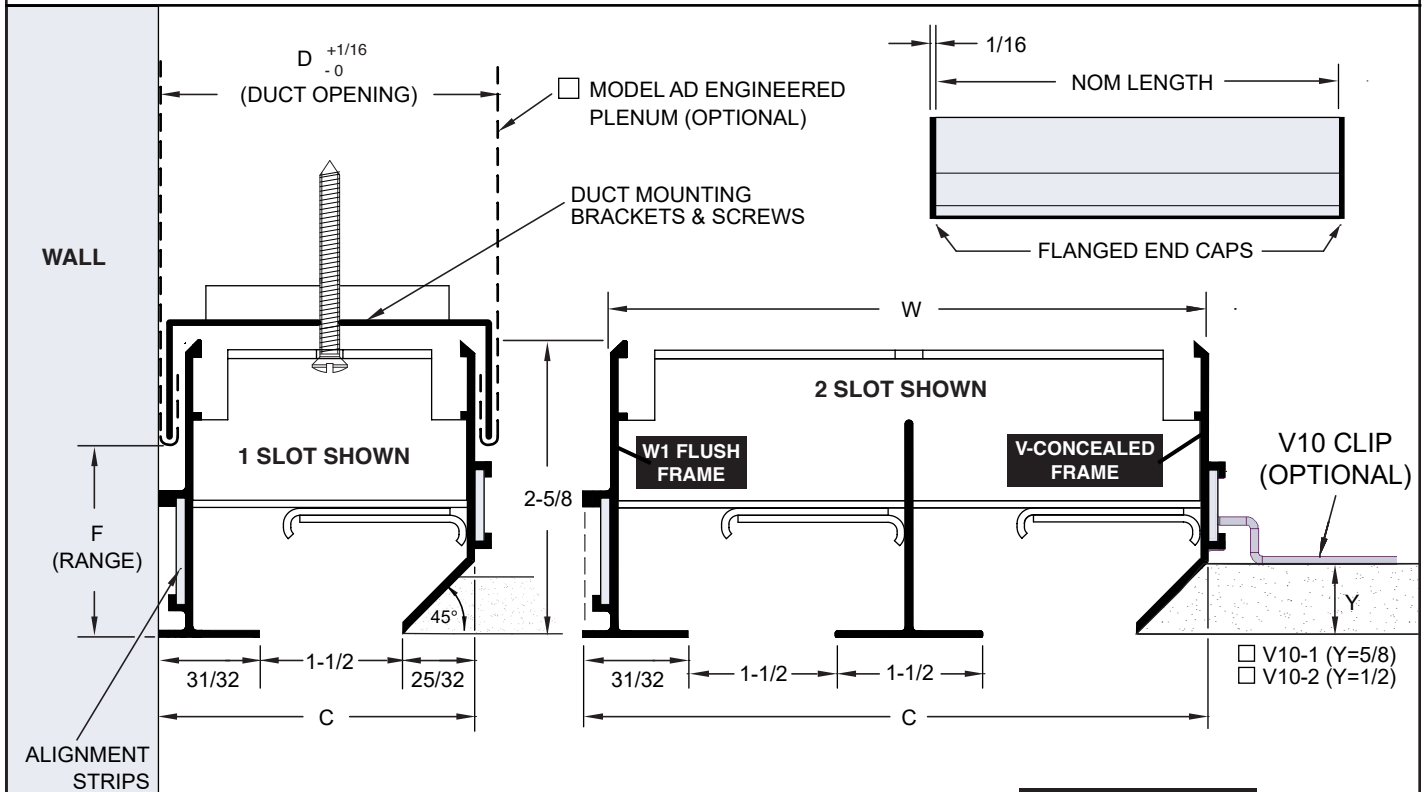 D +1/16
- 0
(DUCT OPENING)
MODEL AD ENGINEERED
PLENUM (OPTIONAL)
1/16
NOM LENGTH
FLANGED END CAPS
DUCT MOUNTING
BRACKETS & SCREWS
WALL
W
1 SLOT SHOWN
2 SLOT SHOWN
W1 FLUSH
FRAME
V-CONCEALED
FRAME
V10 CLIP
(OPTIONAL)
2-5/8
F
(RANGE)
45°
Y
31/32
1-1/2
25/32
31/32
1-1/2
1-1/2
V10-1 (Y=5/8)
V10-2 (Y=1/2)
C
C
ALIGNMENT
STRIPS